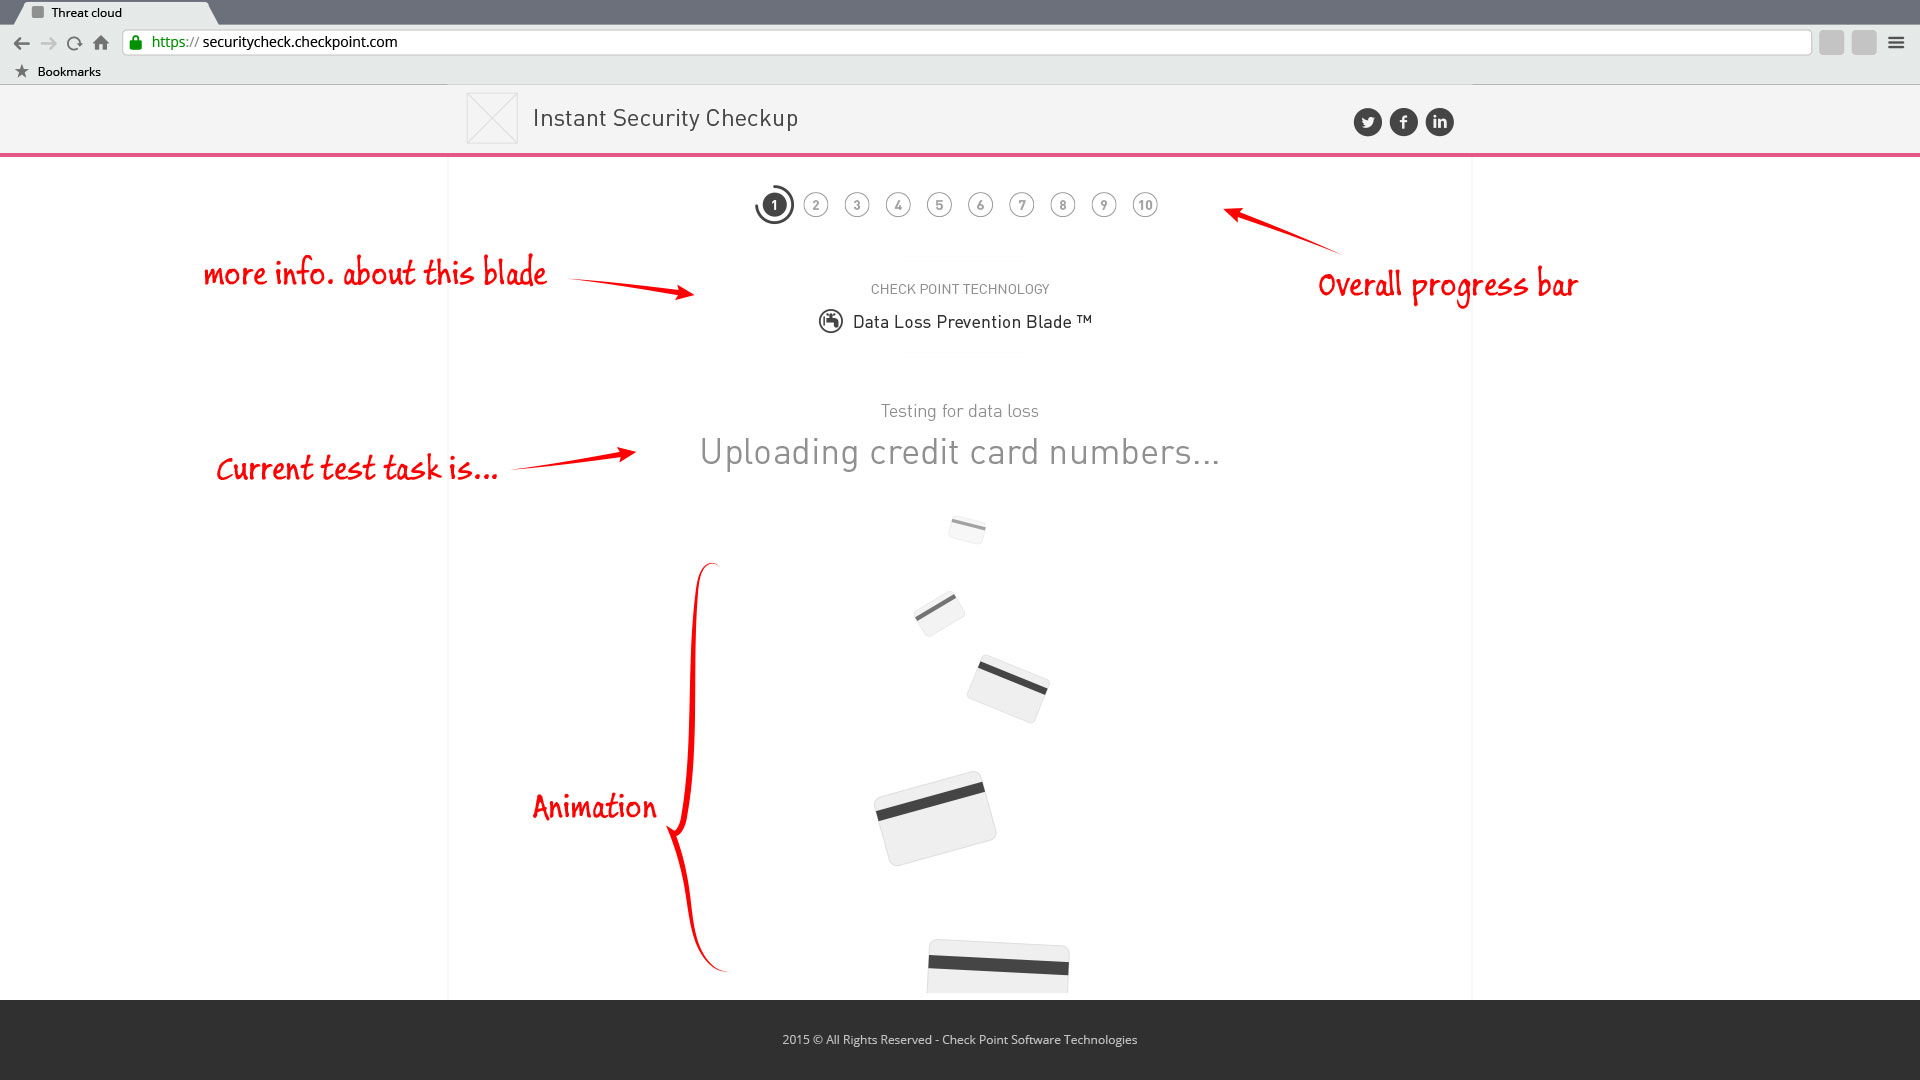 Threat cloud
https:// securitycheck.checkpoint.com
Bookmarks
Instant Security Checkup
1 2 3 4 5 6 7 8 9 10
more info. about this blade
Overall progress bar
CHECK POINT TECHNOLOGY
Data Loss Prevention Blade ™
Testing for data loss
Uploading credit card numbers...
Current test task is...
Animation
2015 © All Rights Reserved - Check Point Software Technologies